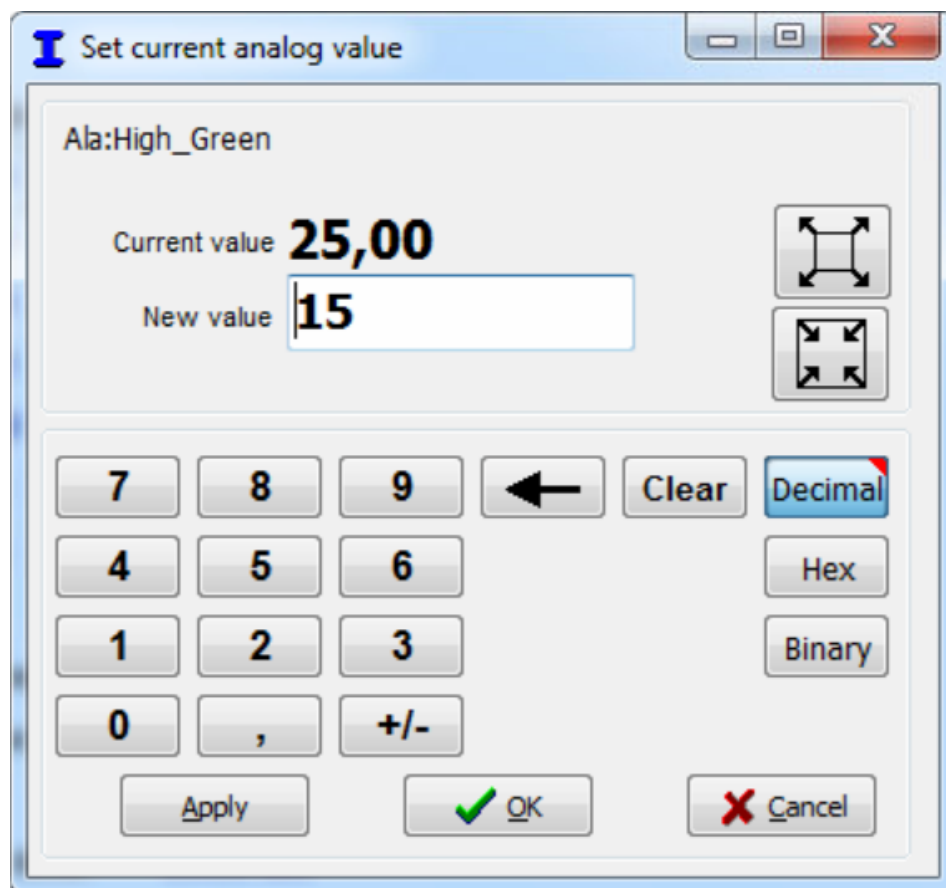 Set current analog value
Ala:High_Green
Current value 25,00
New value 15
7 8 9 Clear Decimal
4 5 6 Hex
1 2 3 Binary
0 , +/-
Apply OK Cancel